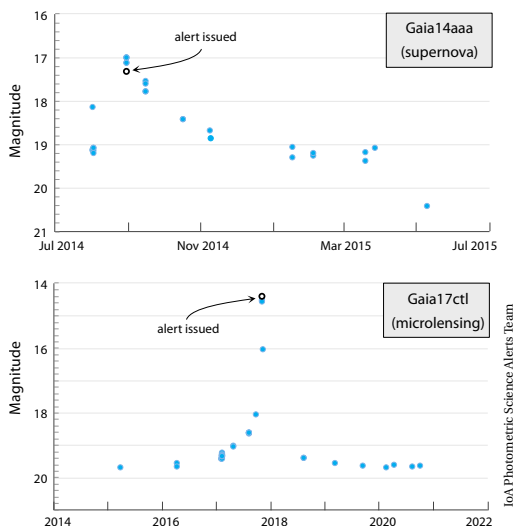 16
17
18
19
20
21
Magnitude
alert issued
Gaia14aaa
(supernova)
Jul 2014
Nov 2014
Mar 2015
Jul 2015
14
16
18
20
Magnitude
alert issued
Gaia17ctl
(microlensing)
2014
2016
2018
2020
2022
IoA Photometric Science Alerts Team